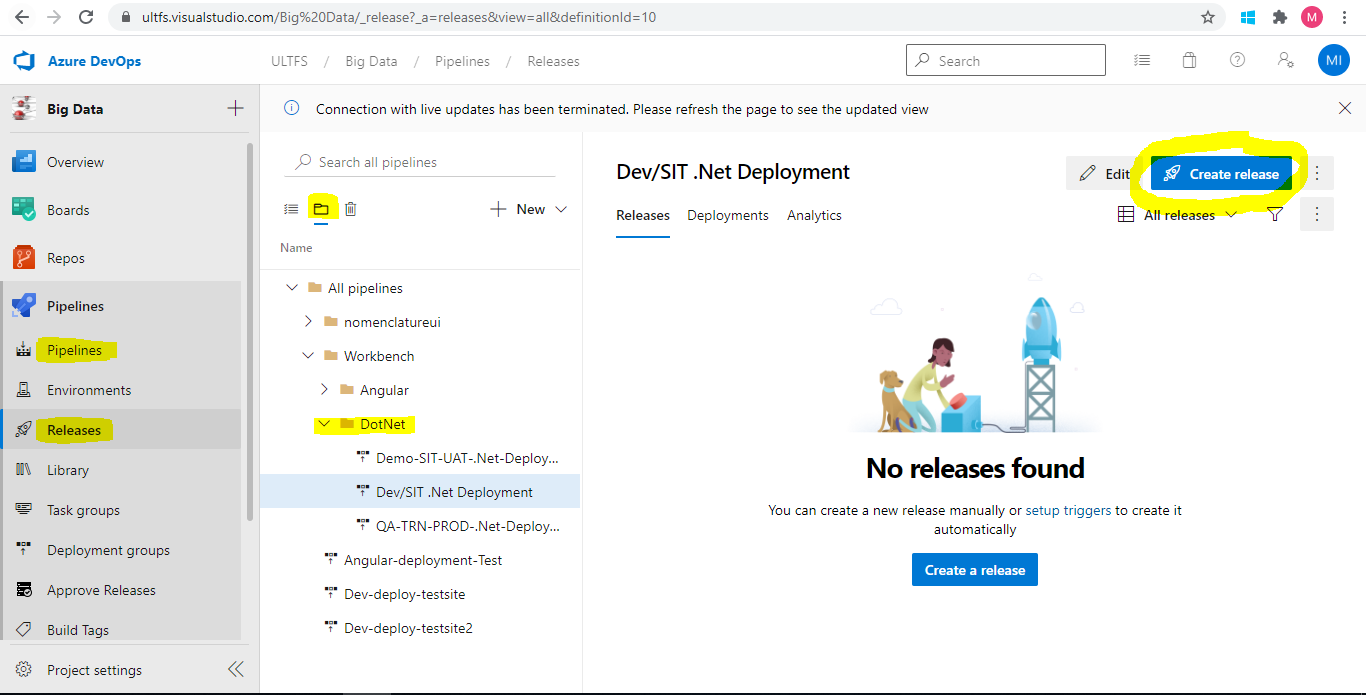 ultfs.visualstudio.com/Big%20Data/_release?_a=releases&view=all&definitionId=10
M
Azure DevOps
ULTFS / Big Data / Pipelines / Releases
Search
MI
Big Data
Connection with live updates has been terminated. Please refresh the page to see the updated view
Overview
Boards
Repos
Pipelines
Pipelines
Environments
Releases
Library
Task groups
Deployment groups
Approve Releases
Build Tags
Project settings
Search all pipelines
New
Name
All pipelines
nomenclatureui
Workbench
Angular
DotNet
Demo-SIT-UAT-.Net-Deploy...
Dev/SIT .Net Deployment
QA-TRN-PROD-.Net-Deploy...
Angular-deployment-Test
Dev-deploy-testsite
Dev-deploy-testsite2
Dev/SIT .Net Deployment
Edit
Create release
Releases Deployments Analytics
All releases
No releases found
You can create a new release manually or setup triggers to create it
automatically
Create a release